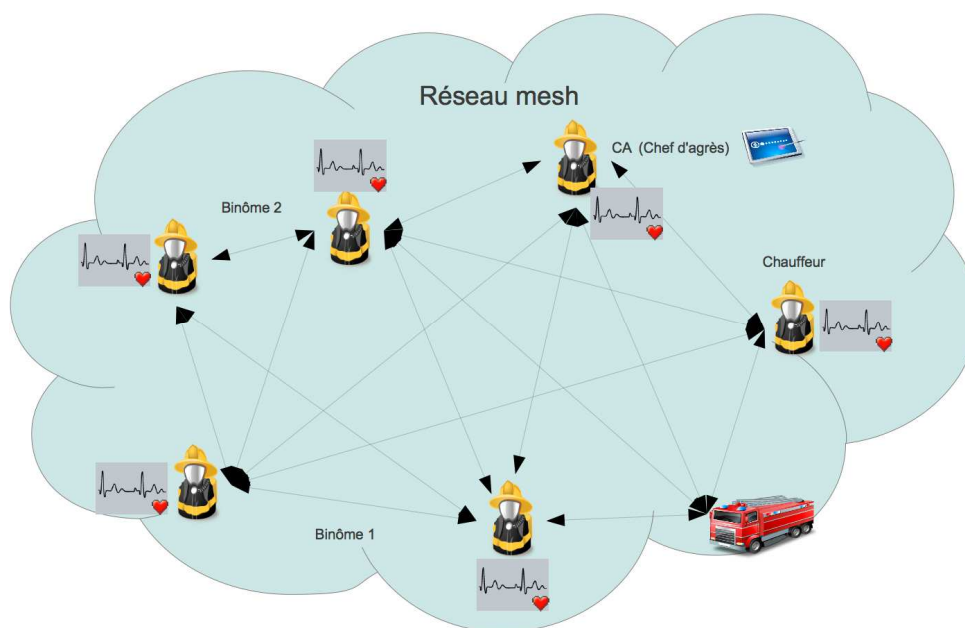 Réseau mesh
CA (Chef d'agrès)
Binôme 2
Chauffeur
Binôme 1